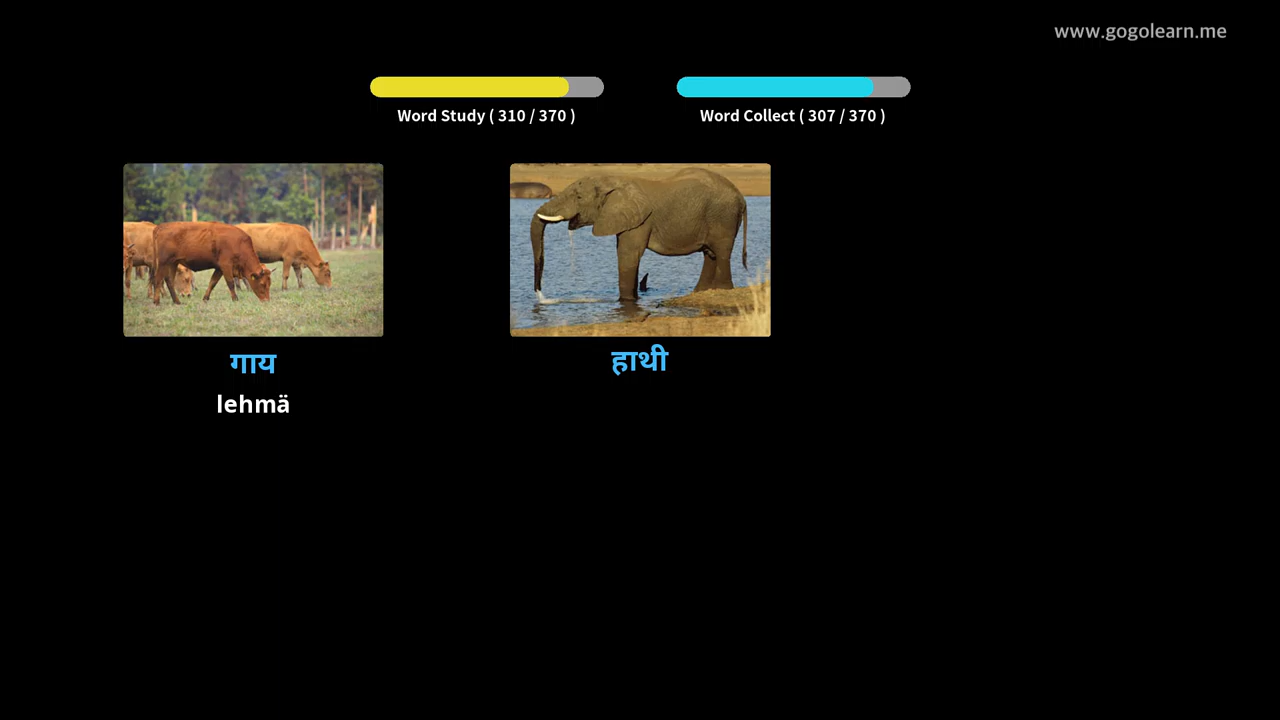 www.gogolearn.me
Word Study ( 310 / 370 )
Word Collect ( 307 / 370 )
गाय
हाथी
lehmä